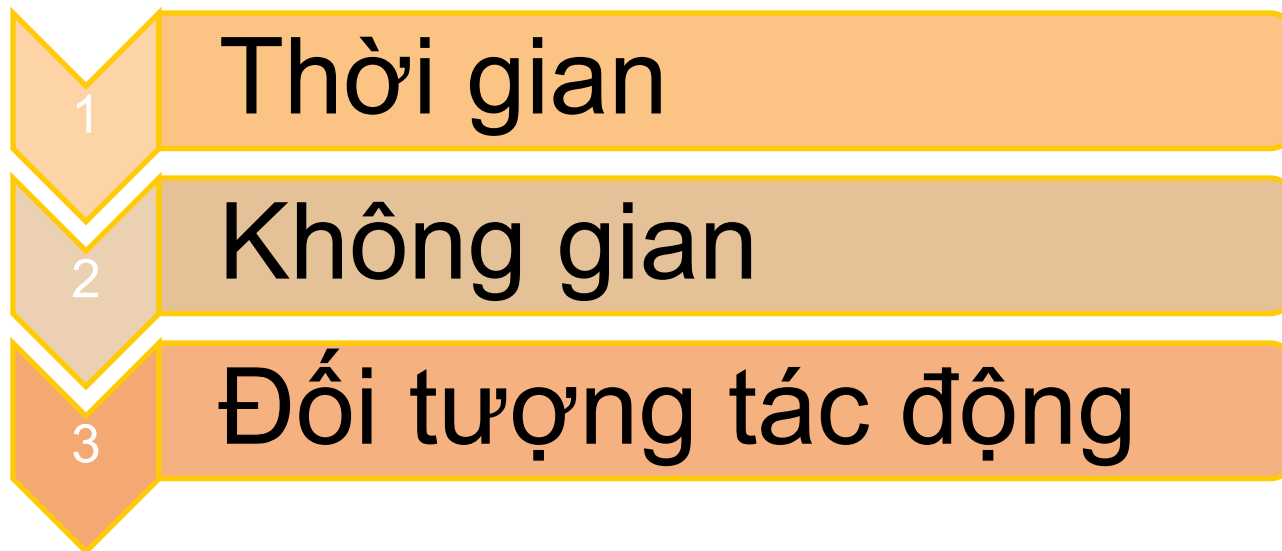 1
Thời gian
2
Không gian
3
Đối tượng tác động